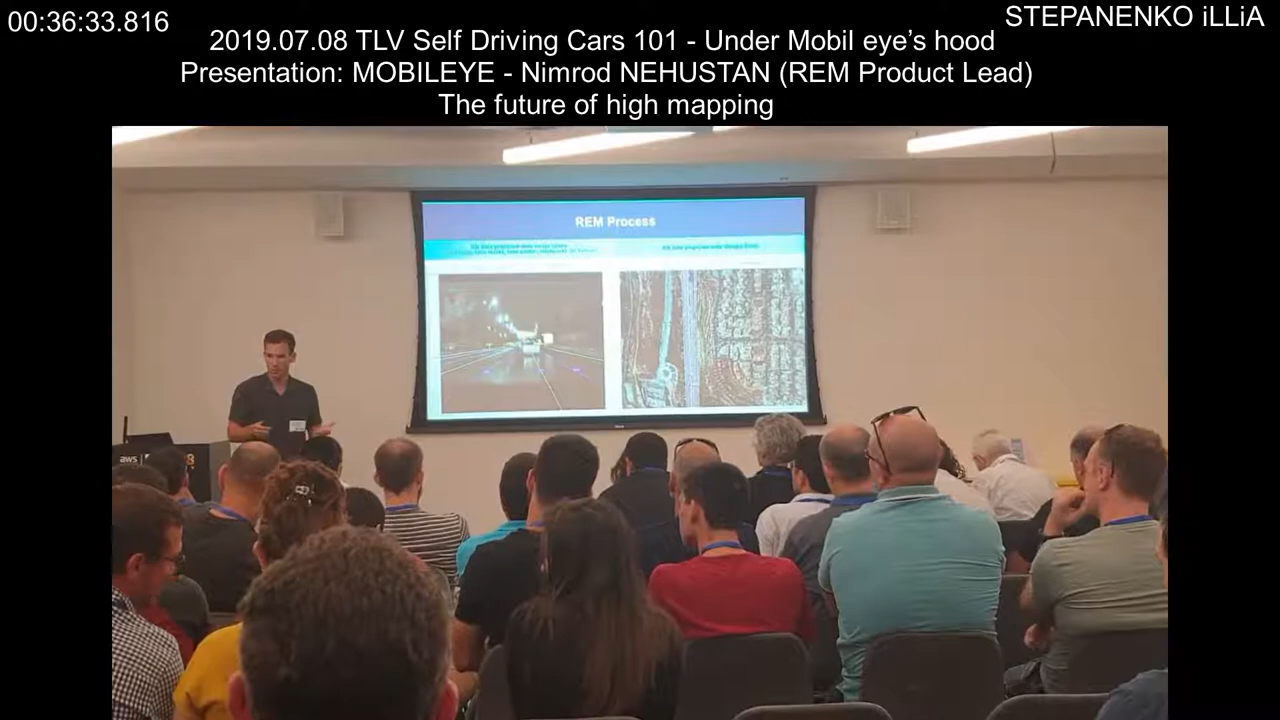 00:36:33.816
STEPANENKO iLLiA
2019.07.08 TLV Self Driving Cars 101 - Under Mobil eye’s hood
Presentation: MOBILEYE - Nimrod NEHUSTAN (REM Product Lead)
The future of high mapping
REM Process
aws